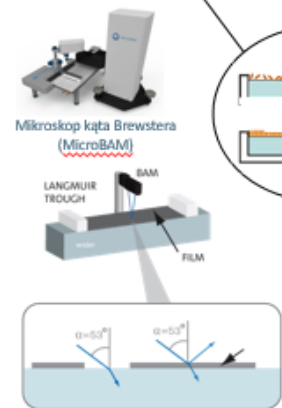 Mikroskop kąta Brewstera
(MicroBAM)
BAM
LANGMUIR
TROUGH
water
FILM
α=53° α=53°